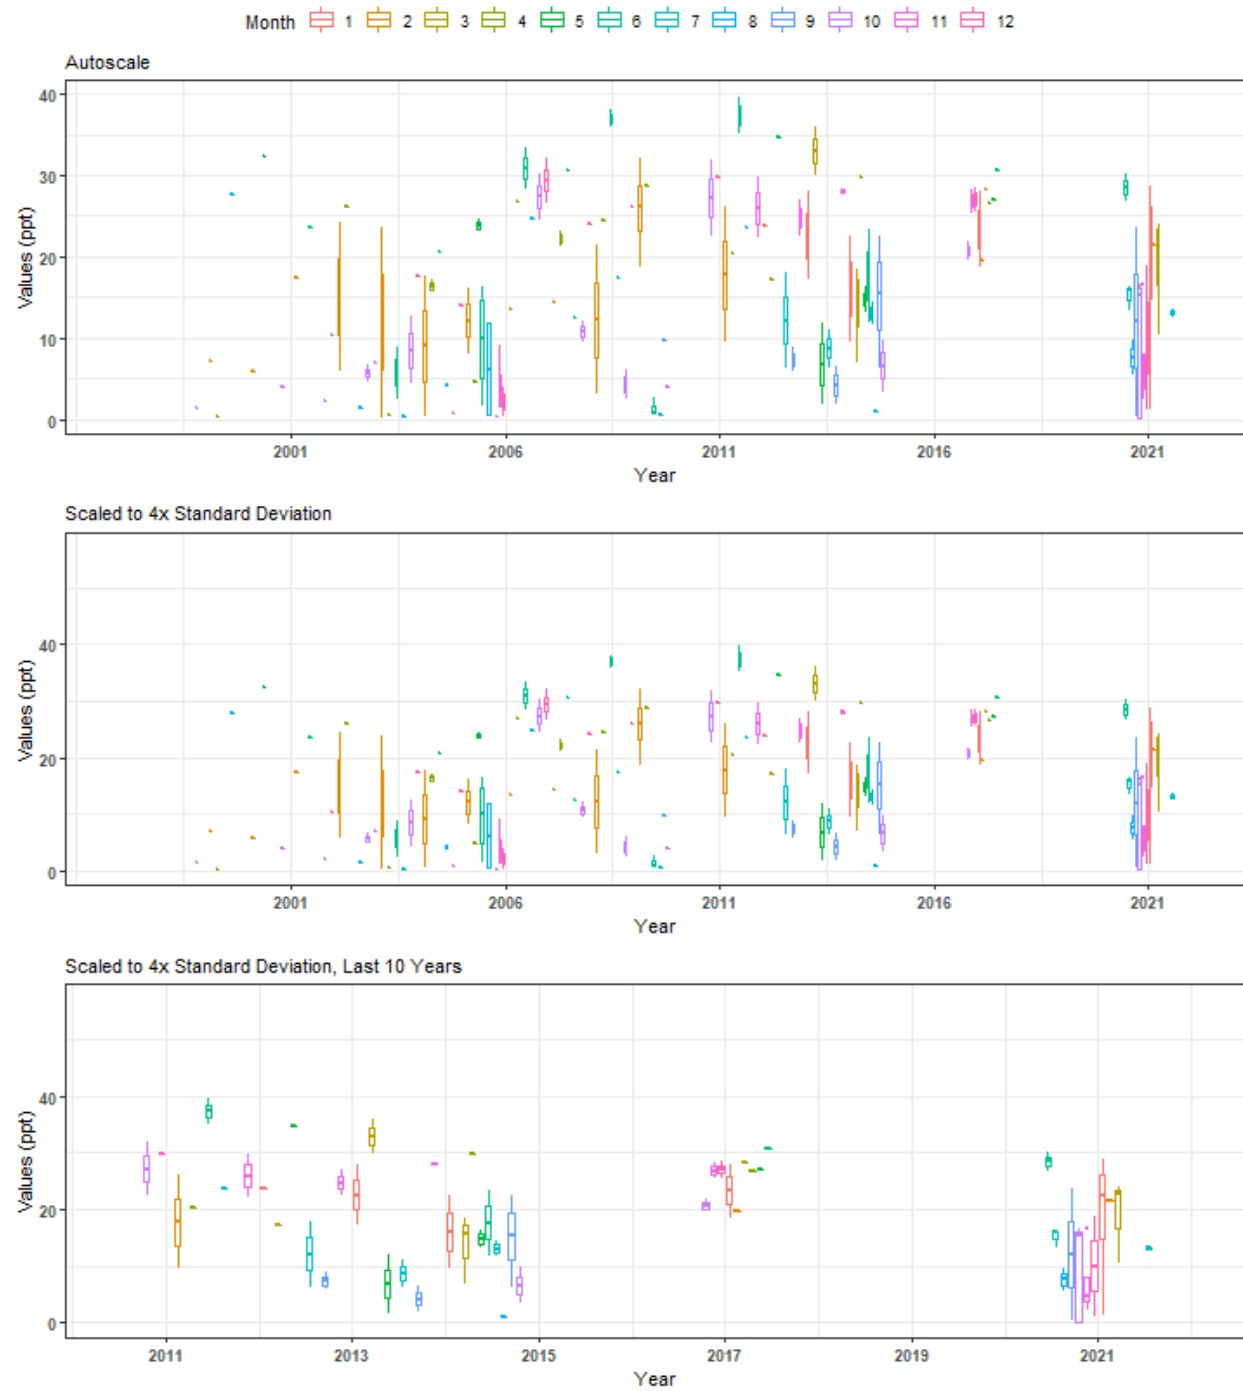 Month 1 2 3 4 5 6 7 8 9 10 11 12
Autoscale
40
30
20
10
0
Values (ppt)
2001 2006 2011 2016 2021
Year
Scaled to 4x Standard Deviation
40
20
0
Values (ppt)
2001 2006 2011 2016 2021
Year
Scaled to 4x Standard Deviation, Last 10 Years
40
20
0
Values (ppt)
2011 2013 2015 2017 2019 2021
Year